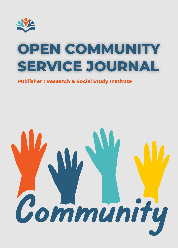 OPEN COMMUNITY
SERVICE JOURNAL
Publisher : Research & Social Study Institute
Community